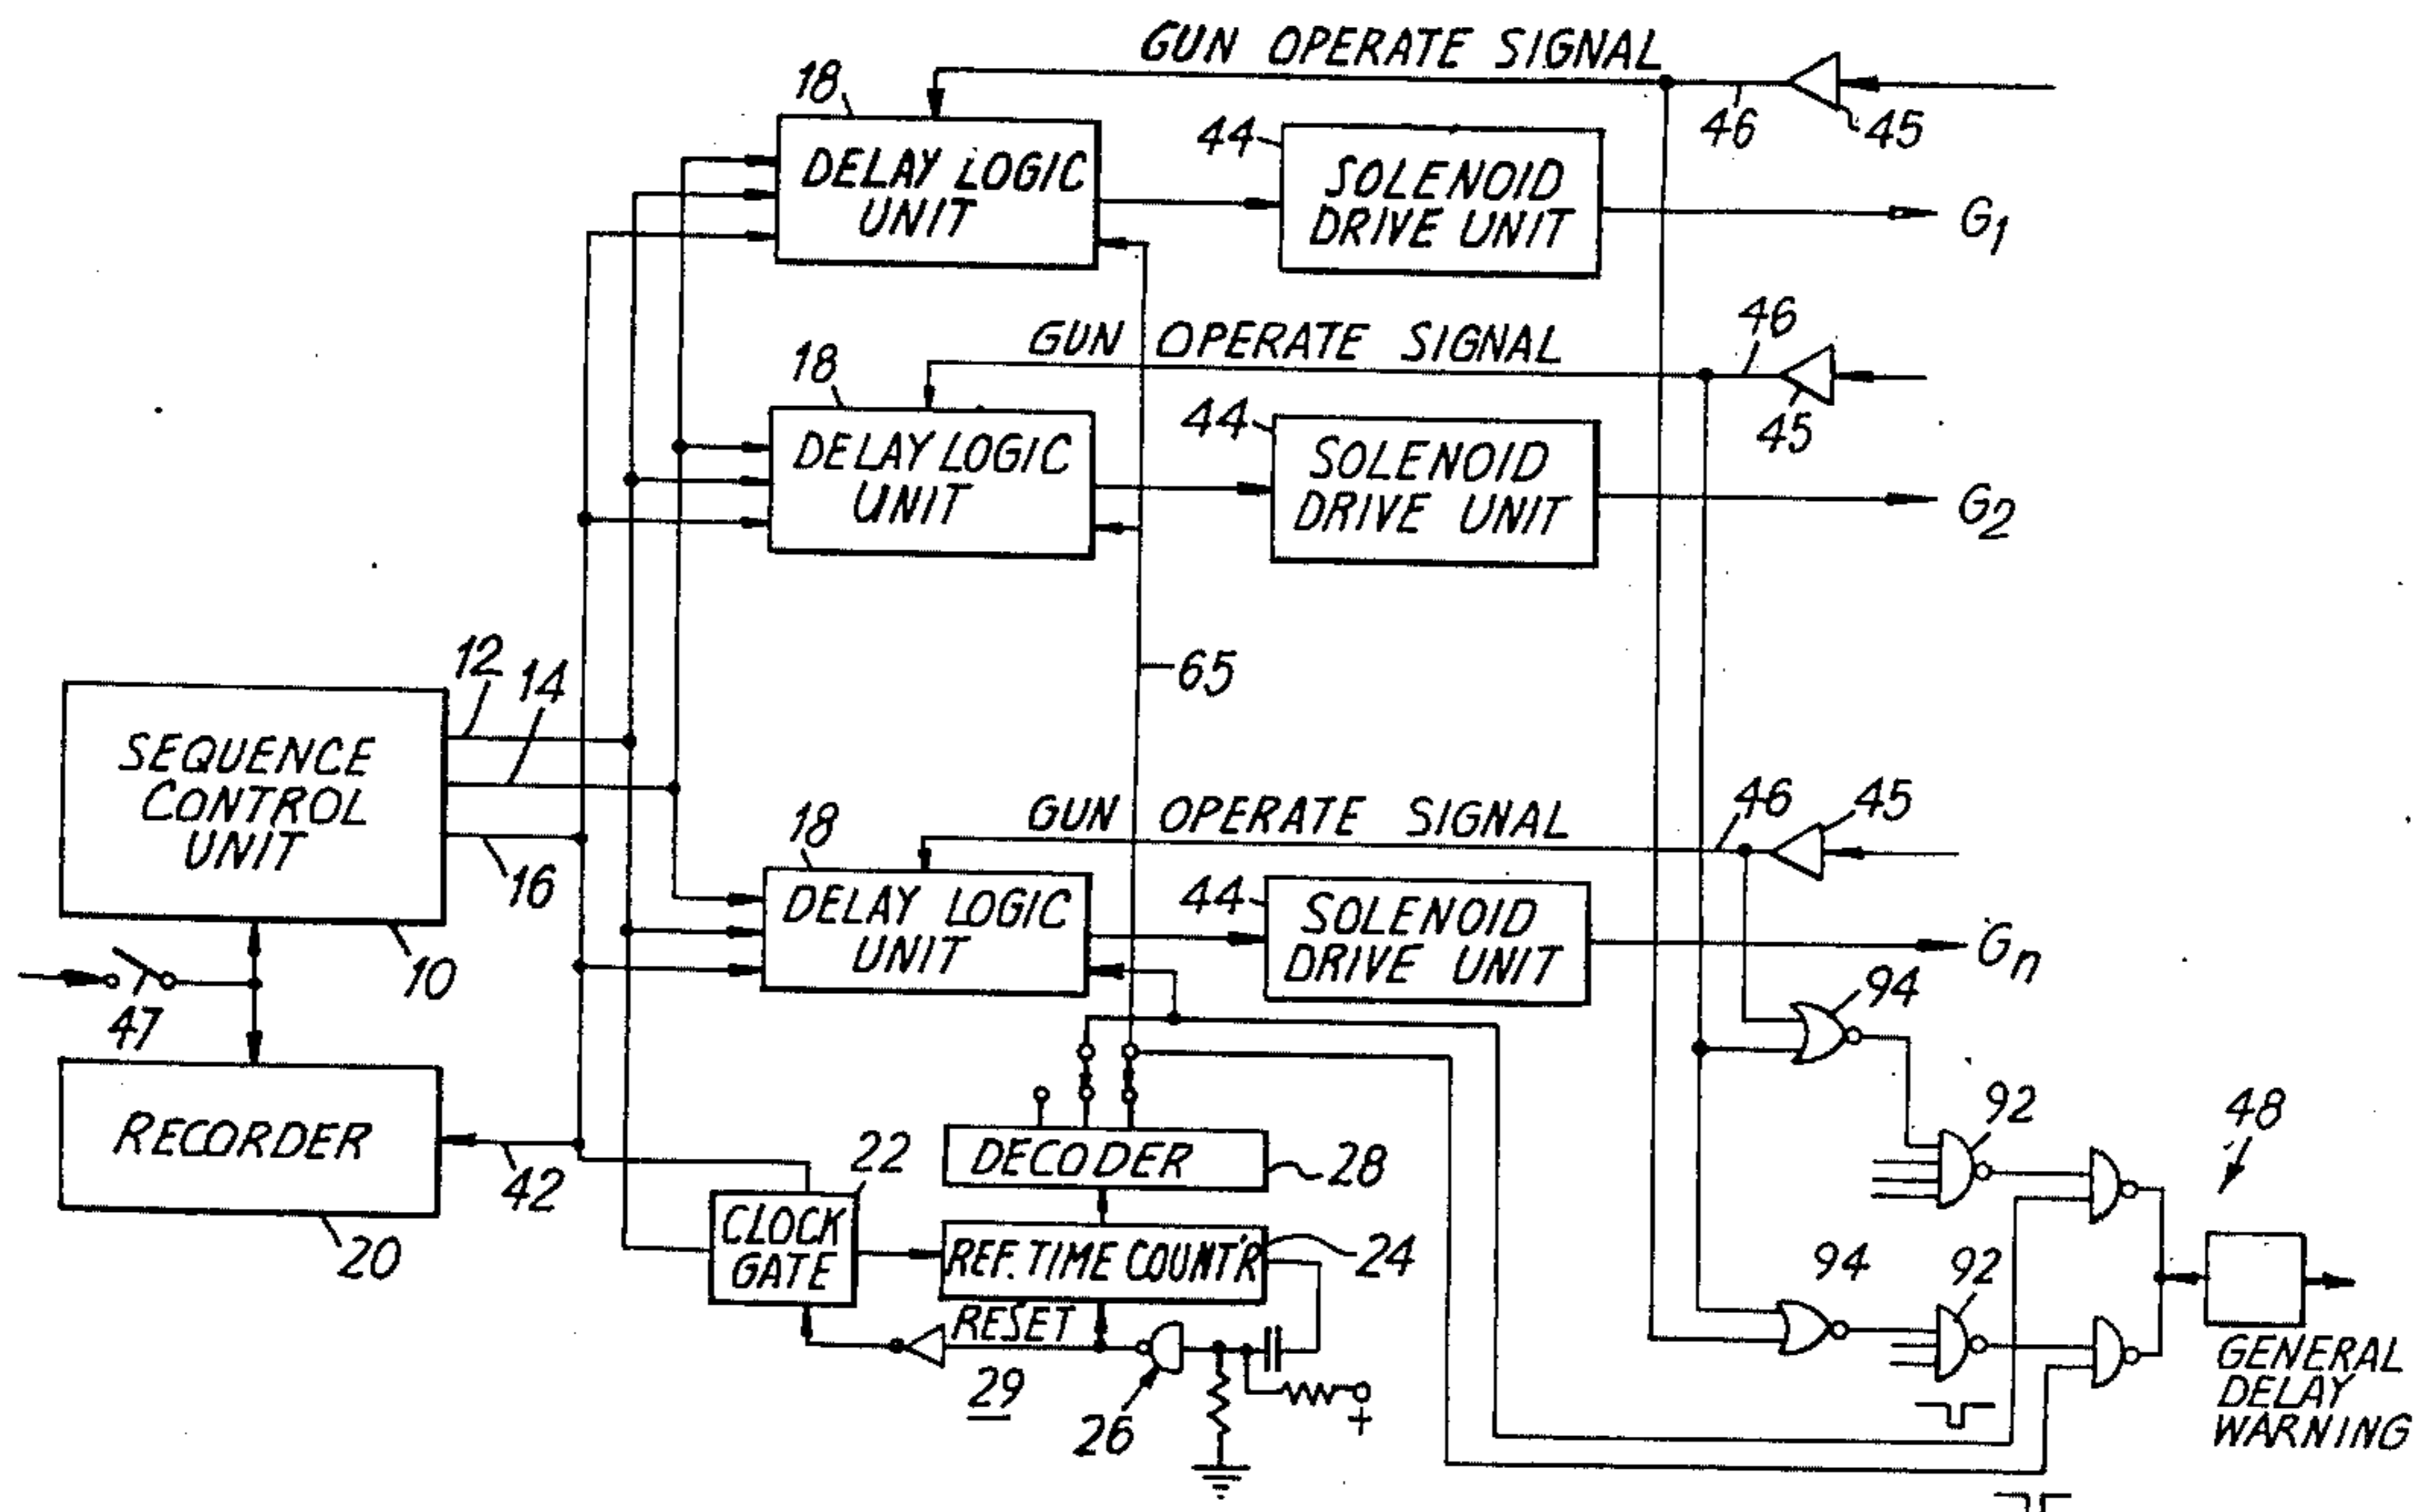 GUN OPERATE SIGNAL
18
46
45
44
DELAY LOGIC
UNIT
SOLENOID
DRIVE UNIT
G1
GUN OPERATE SIGNAL
46
18
45
44
DELAY LOGIC
UNIT
SOLENOID
DRIVE UNIT
G2
12
14
65
SEQUENCE
CONTROL
UNIT
16
10
GUN OPERATE SIGNAL
46
45
18
44
DELAY LOGIC
UNIT
SOLENOID
DRIVE UNIT
Gn
47
94
RECORDER
42
20
22
DECODER
28
92
48
CLOCK
GATE
REF. TIME COUNT'R
24
94
92
RESET
29
26
+
GENERAL
DELAY
WARNING